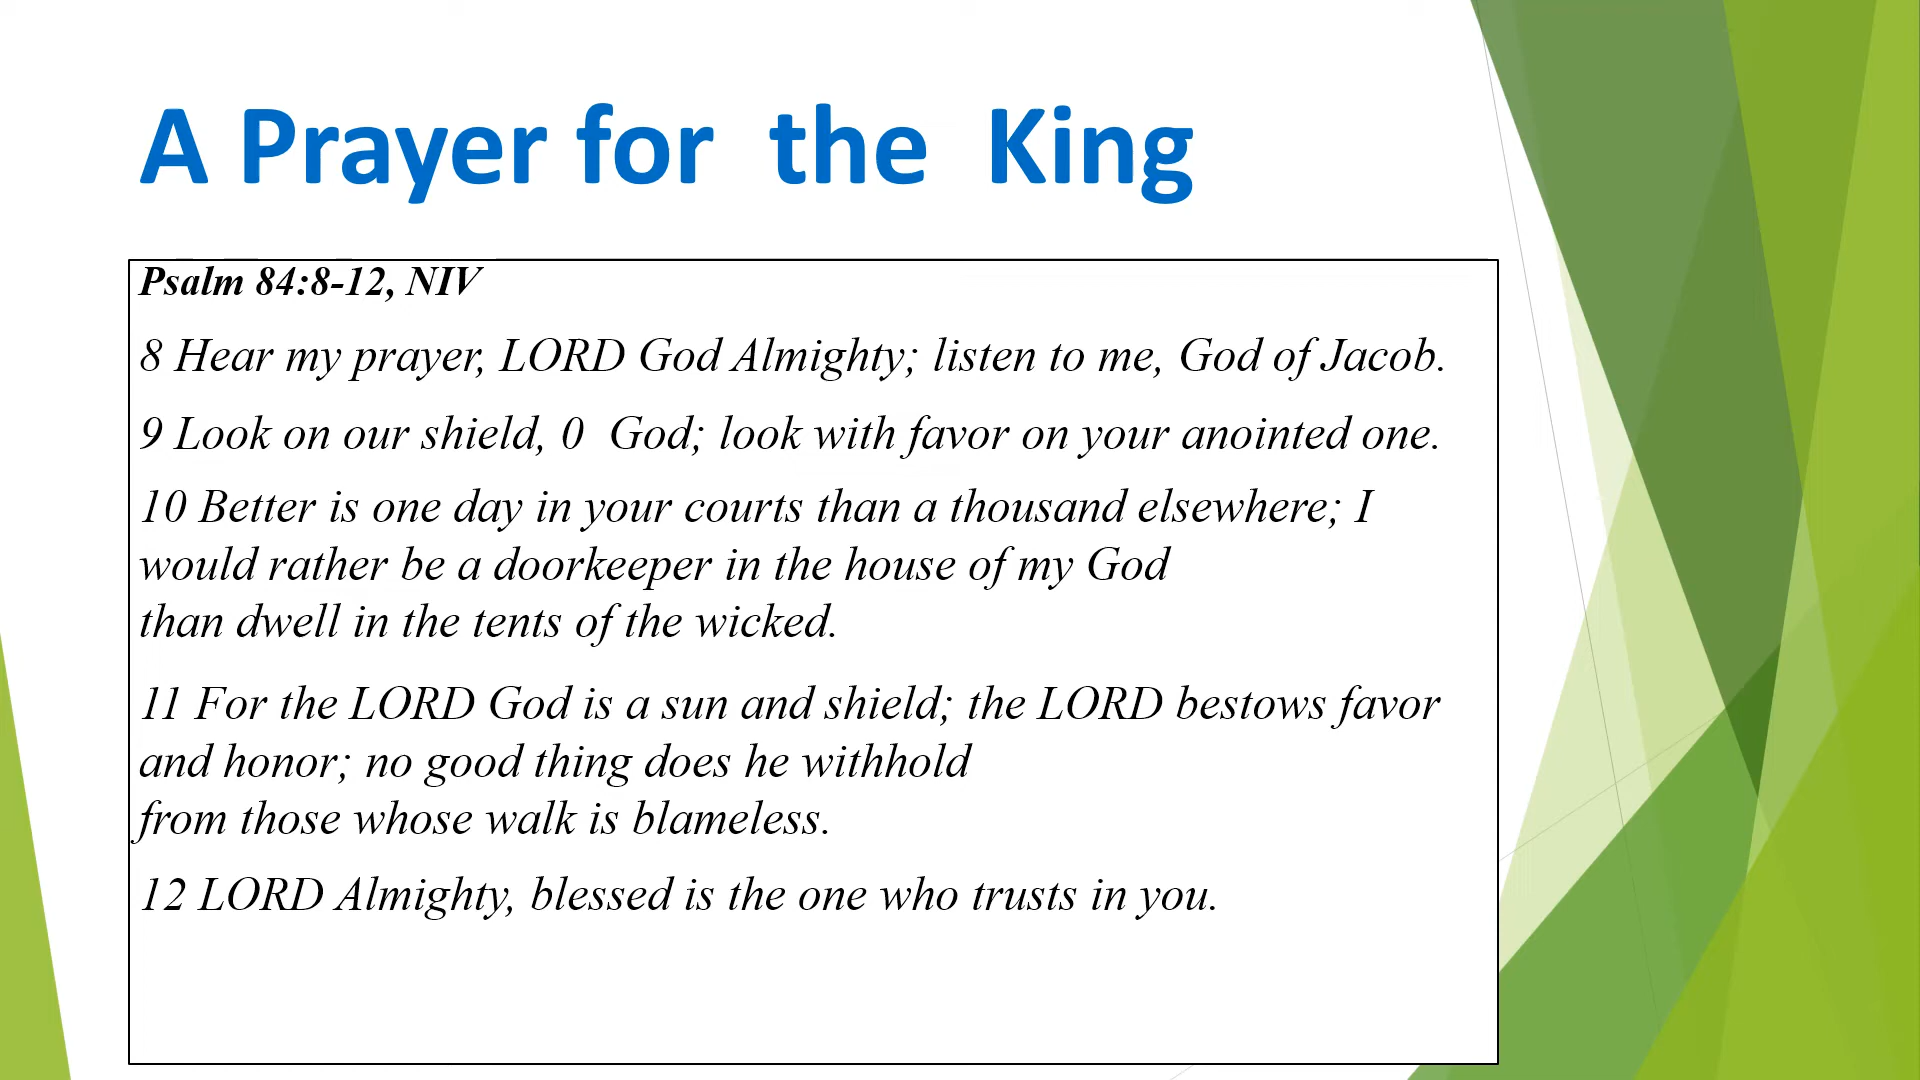 A Prayer for the King
Psalm 84:8-12, NIV
8 Hear my prayer, LORD God Almighty; listen to me, God of Jacob.
9 Look on our shield, 0 God; look with favor on your anointed one.
10 Better is one day in your courts than a thousand elsewhere; I
would rather be a doorkeeper in the house of my God
than dwell in the tents of the wicked.
11 For the LORD God is a sun and shield; the LORD bestows favor
and honor; no good thing does he withhold
from those whose walk is blameless.
12 LORD Almighty, blessed is the one who trusts in you.